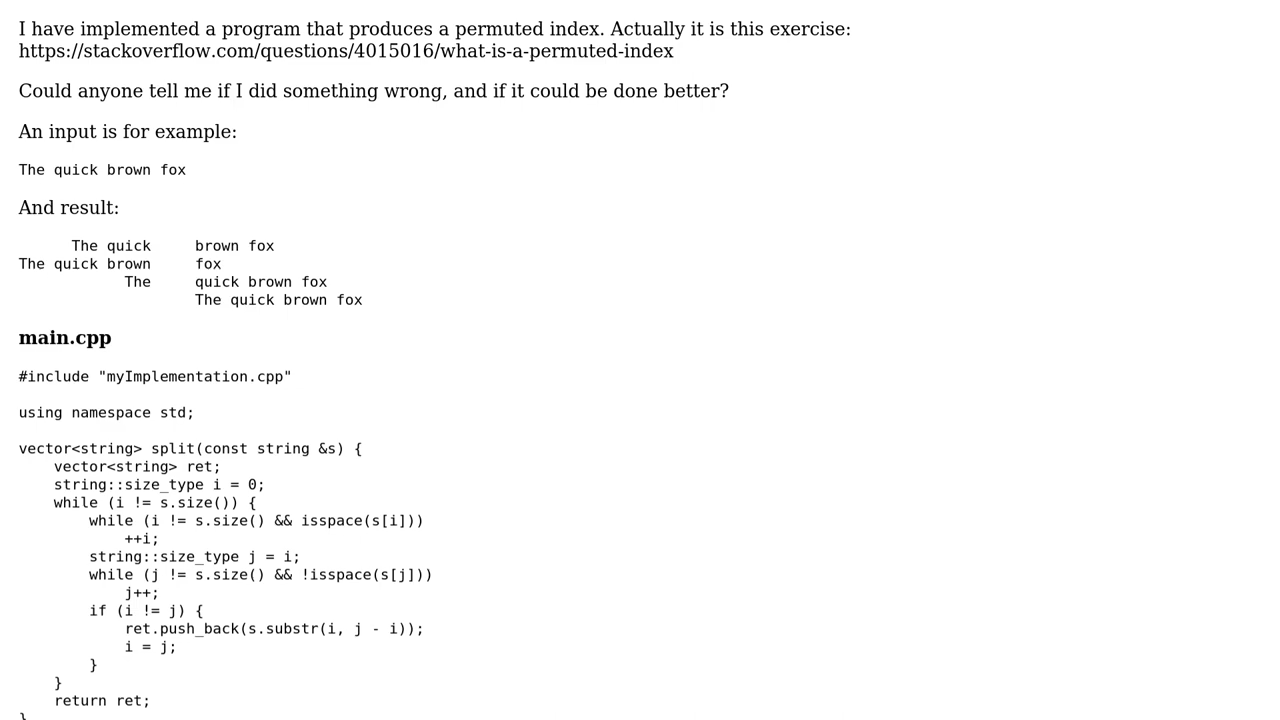 I have implemented a program that produces a permuted index. Actually it is this exercise:
https://stackoverflow.com/questions/4015016/what-is-a-permuted-index
Could anyone tell me if I did something wrong, and if it could be done better?
An input is for example:
The quick brown fox
And result:
      The quick     brown fox
The quick brown     fox
            The     quick brown fox
                    The quick brown fox
main.cpp
#include "myImplementation.cpp"
using namespace std;
vector<string> split(const string &s) {
    vector<string> ret;
    string::size_type i = 0;
    while (i != s.size()) {
        while (i != s.size() && isspace(s[i]))
            ++i;
        string::size_type j = i;
        while (j != s.size() && !isspace(s[j]))
            j++;
        if (i != j) {
            ret.push_back(s.substr(i, j - i));
            i = j;
        }
    }
    return ret;
}